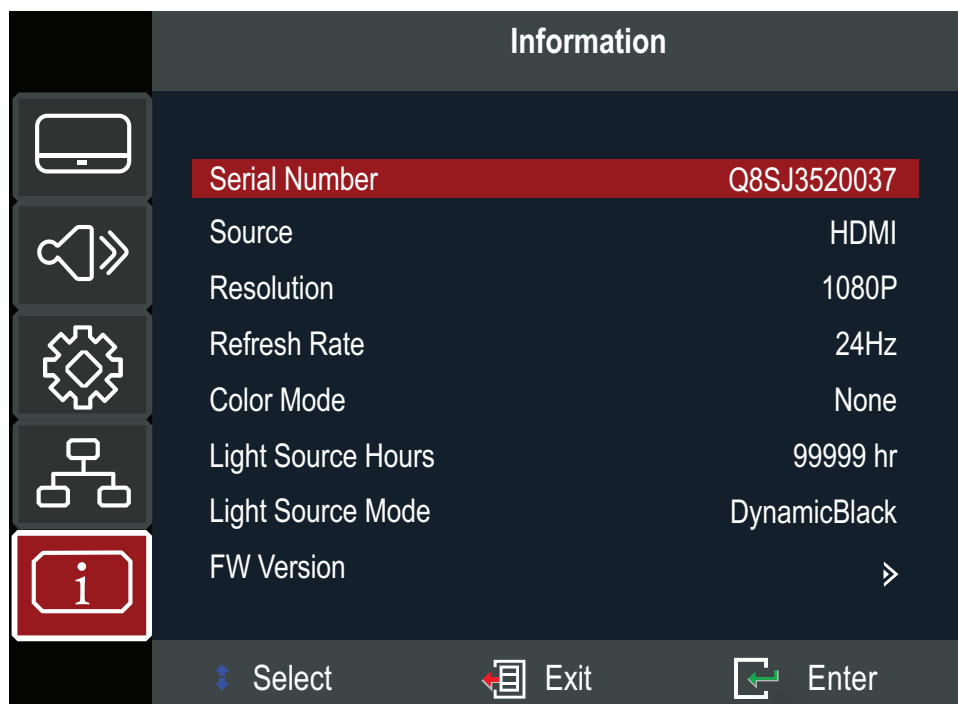 Information
Serial Number Q8SJ3520037
Source HDMI
Resolution 1080P
Refresh Rate 24Hz
Color Mode None
Light Source Hours 99999 hr
Light Source Mode DynamicBlack
FW Version
i
Select Exit Enter